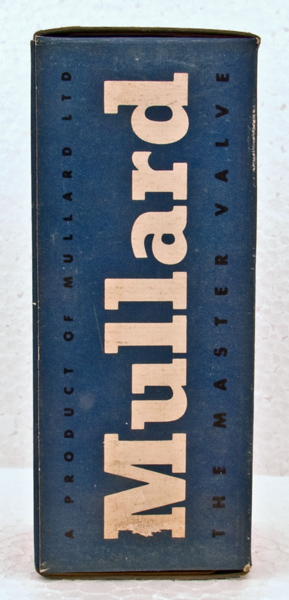 A PRODUCT OF MULLARD LTD
Mullard
THE MASTER VALVE